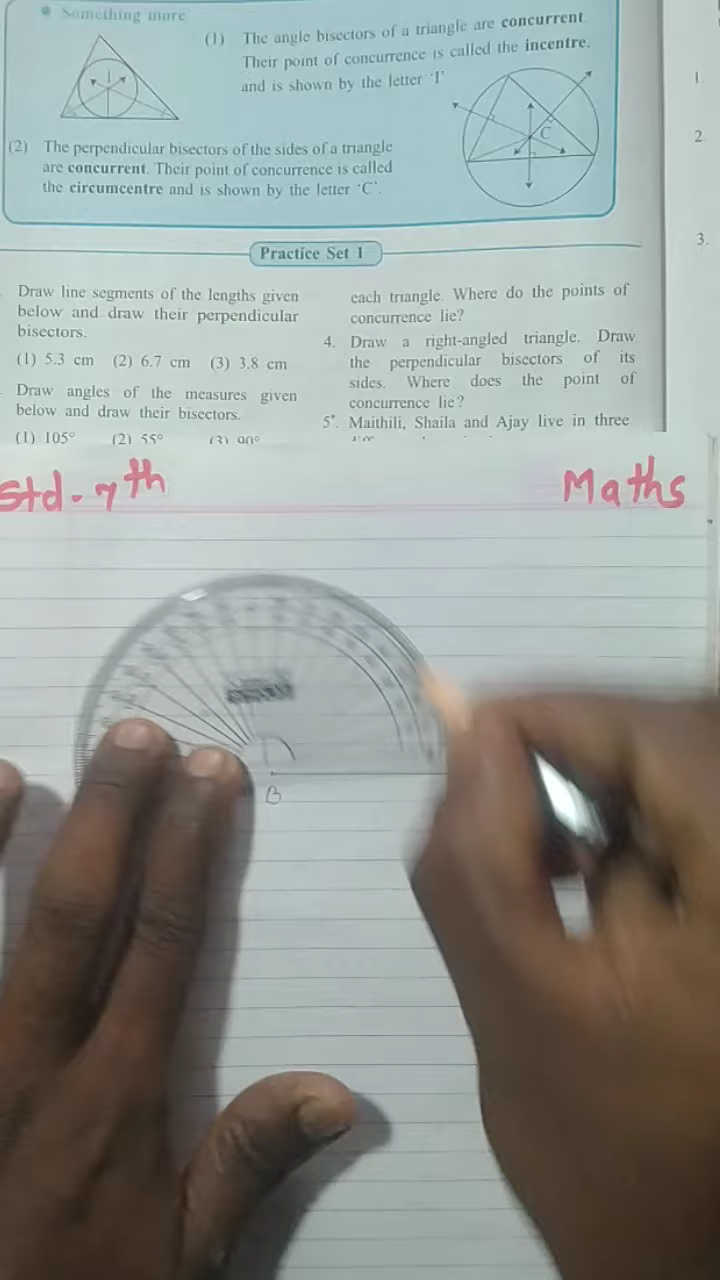 Something more
(1) The angle bisectors of a triangle are concurrent.
Their point of concurrence is called the incentre,
and is shown by the letter ‘I’
I
C
(2) The perpendicular bisectors of the sides of a triangle
are concurrent. Their point of concurrence is called
the circumcentre and is shown by the letter ‘C’.
Practice Set 1
Draw line segments of the lengths given
below and draw their perpendicular
bisectors.
(1) 5.3 cm (2) 6.7 cm (3) 3.8 cm
Draw angles of the measures given
below and draw their bisectors.
(1) 105° (2) 55° (3) 90°
each triangle. Where do the points of
concurrence lie?
4. Draw a right-angled triangle. Draw
the perpendicular bisectors of its
sides. Where does the point of
concurrence lie?
5*. Maithili, Shaila and Ajay live in three
1.
2.
3.
Std - 7th
Maths
B